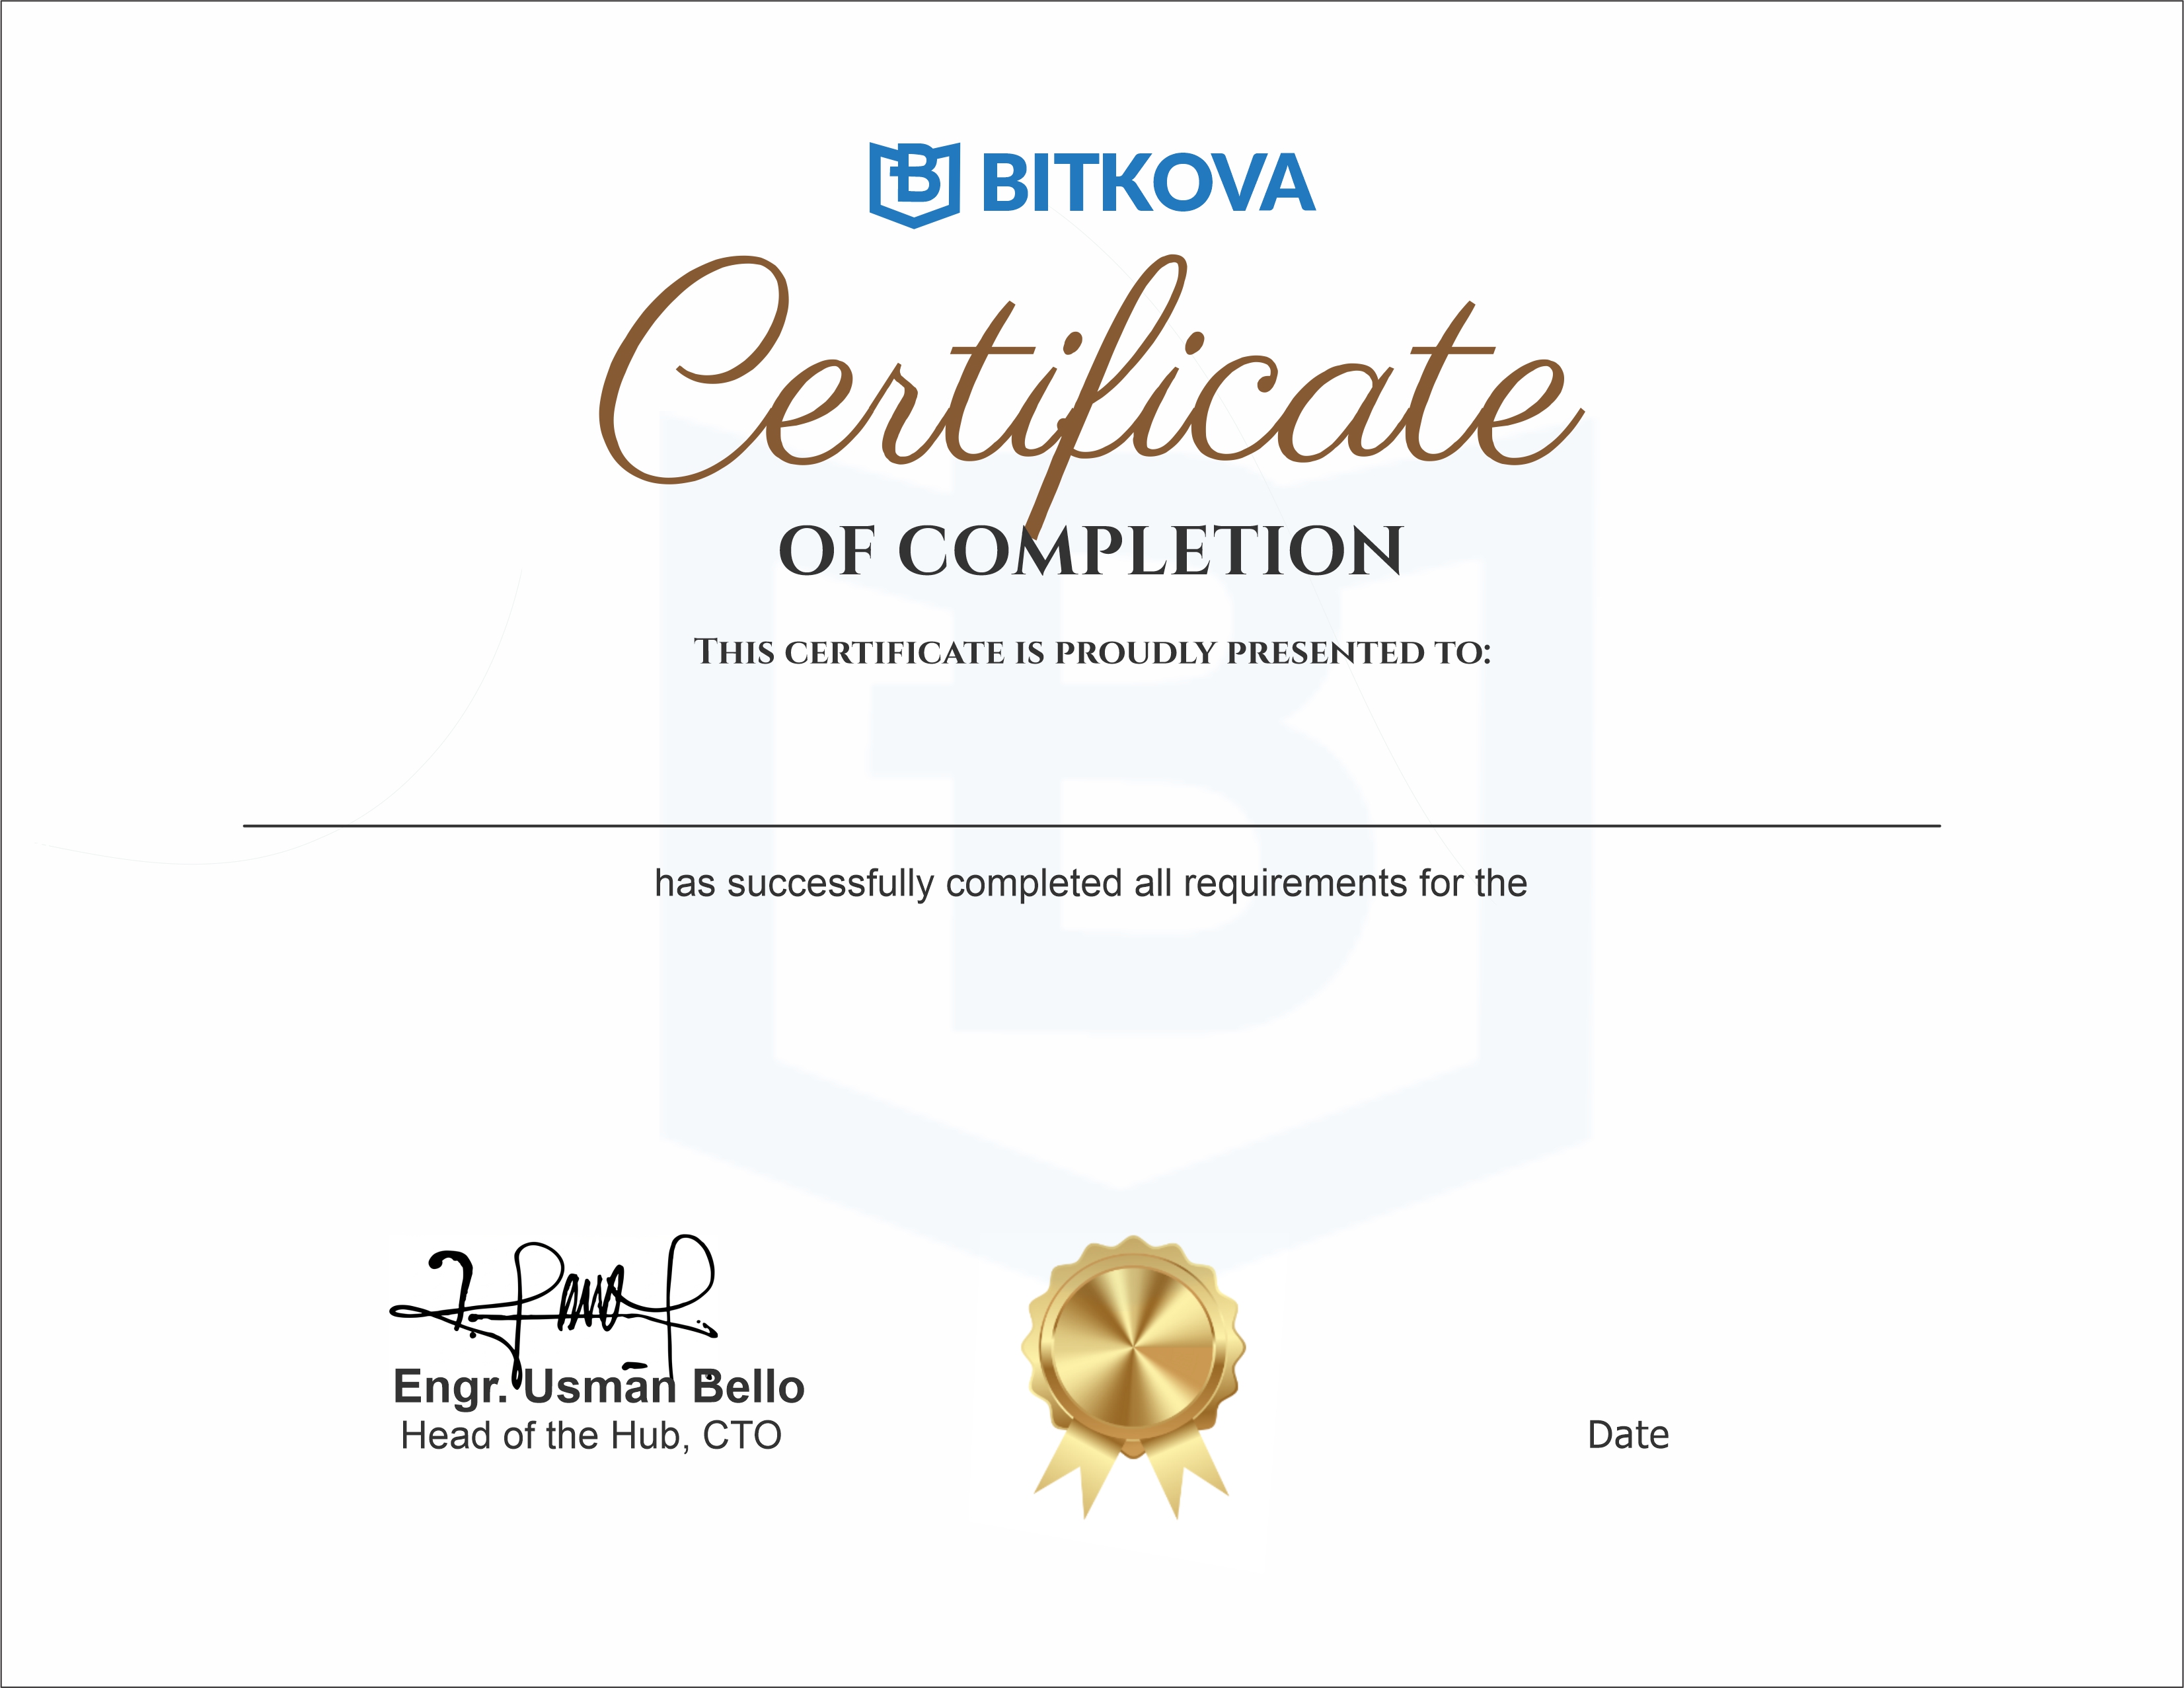 BITKOVA
Certificate
OF COMPLETION
THIS CERTIFICATE IS PROUDLY PRESENTED TO:
has successfully completed all requirements for the
Engr. Usman Bello
Head of the Hub, CTO
Date